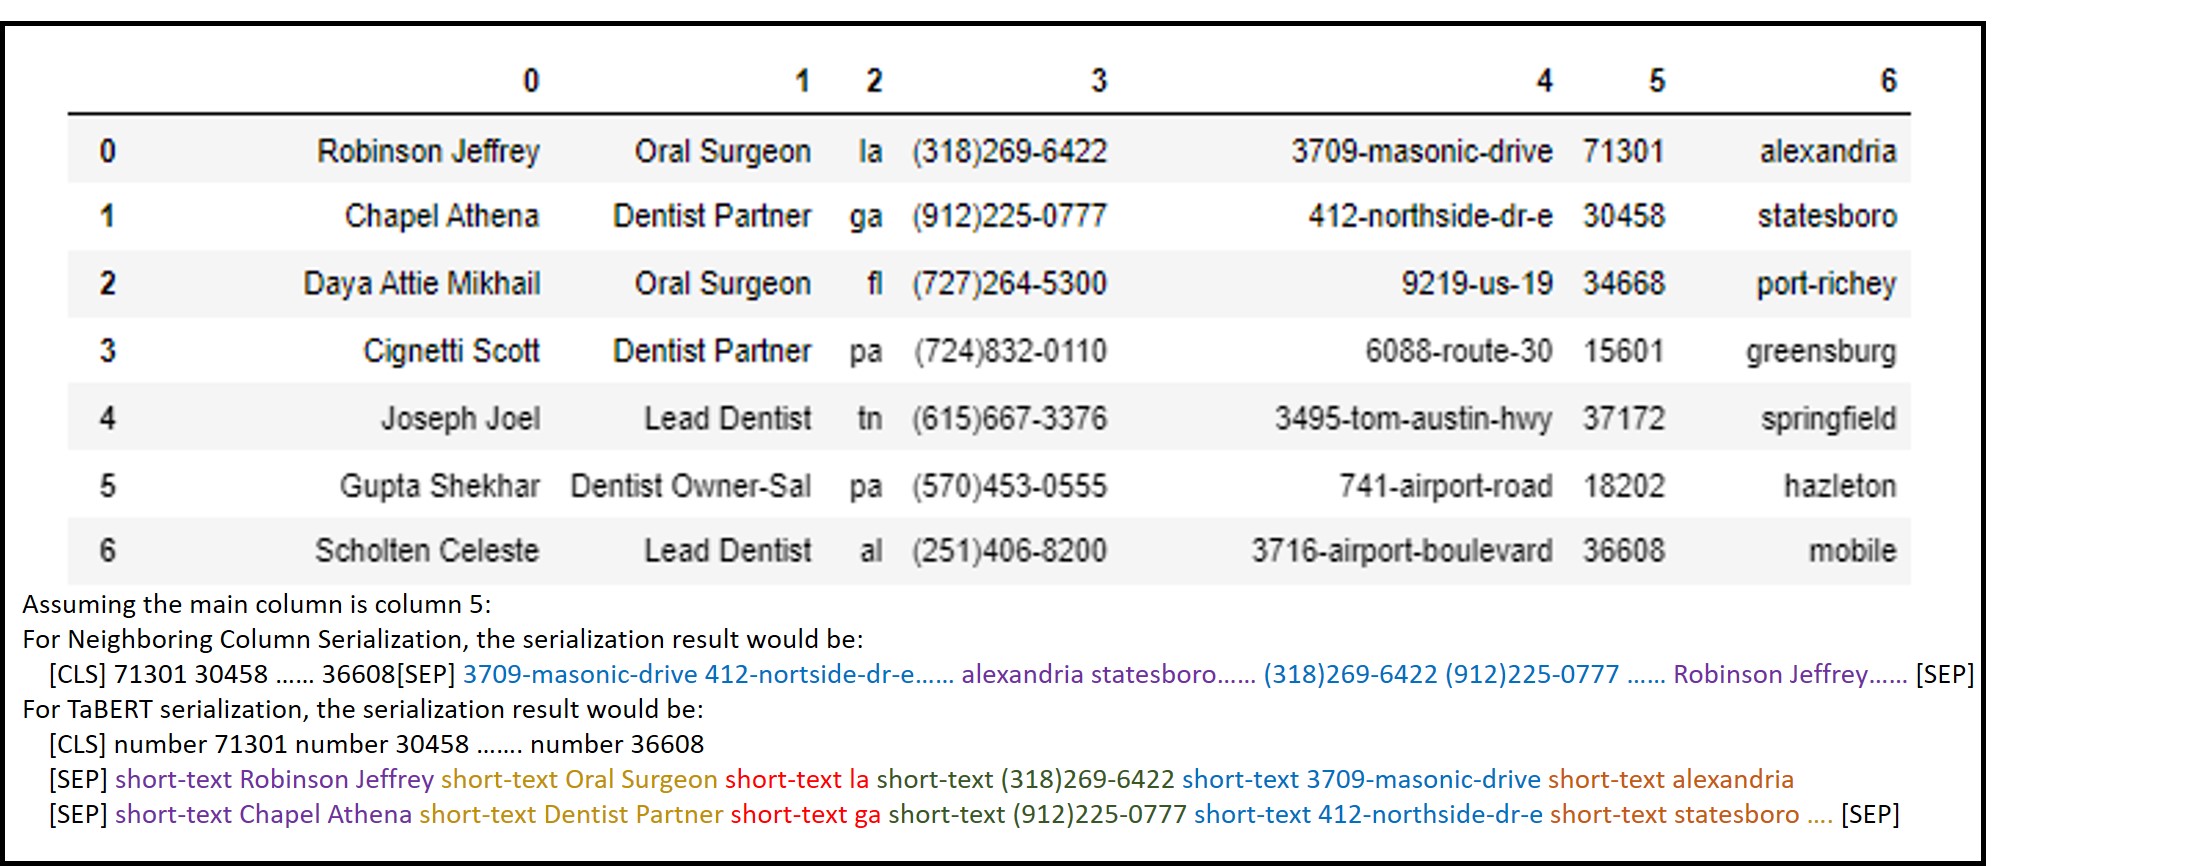 0 1 2 3 4 5 6
0 Robinson Jeffrey Oral Surgeon la (318)269-6422 3709-masonic-drive 71301 alexandria
1 Chapel Athena Dentist Partner ga (912)225-0777 412-northside-dr-e 30458 statesboro
2 Daya Attie Mikhail Oral Surgeon fl (727)264-5300 9219-us-19 34668 port-richey
3 Cignetti Scott Dentist Partner pa (724)832-0110 6088-route-30 15601 greensburg
4 Joseph Joel Lead Dentist tn (615)667-3376 3495-tom-austin-hwy 37172 springfield
5 Gupta Shekhar Dentist Owner-Sal pa (570)453-0555 741-airport-road 18202 hazleton
6 Scholten Celeste Lead Dentist al (251)406-8200 3716-airport-boulevard 36608 mobile
Assuming the main column is column 5:
For Neighboring Column Serialization, the serialization result would be:
[CLS] 71301 30458 …… 36608[SEP] 3709-masonic-drive 412-nortside-dr-e…… alexandria statesboro…… (318)269-6422 (912)225-0777 …… Robinson Jeffrey…… [SEP]
For TaBERT serialization, the serialization result would be:
[CLS] number 71301 number 30458 ……. number 36608
[SEP] short-text Robinson Jeffrey short-text Oral Surgeon short-text la short-text (318)269-6422 short-text 3709-masonic-drive short-text alexandria
[SEP] short-text Chapel Athena short-text Dentist Partner short-text ga short-text (912)225-0777 short-text 412-northside-dr-e short-text statesboro …. [SEP]